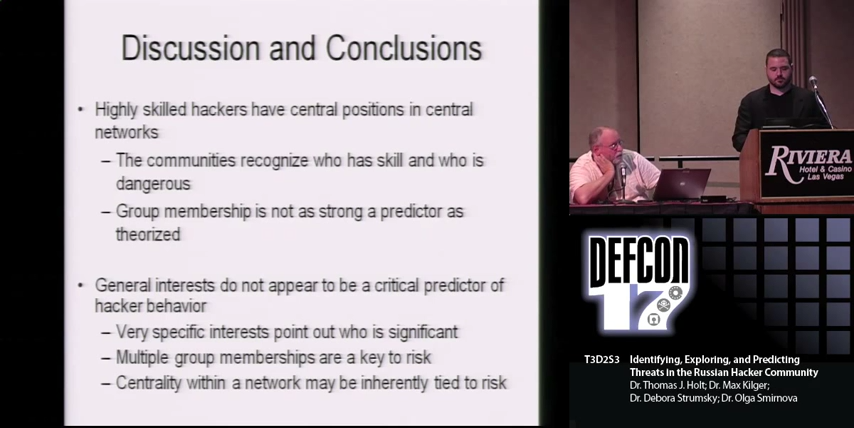 Discussion and Conclusions
• Highly skilled hackers have central positions in central
networks
– The communities recognize who has skill and who is
dangerous
– Group membership is not as strong a predictor as
theorized
• General interests do not appear to be a critical predictor of
hacker behavior
– Very specific interests point out who is significant
– Multiple group memberships are a key to risk
– Centrality within a network may be inherently tied to risk
RIVIERA
Hotel & Casino
Las Vegas
DEFCON
17
T3D2S3 Identifying, Exploring, and Predicting
Threats in the Russian Hacker Community
Dr. Thomas J. Holt; Dr. Max Kilger;
Dr. Debora Strumsky; Dr. Olga Smirnova